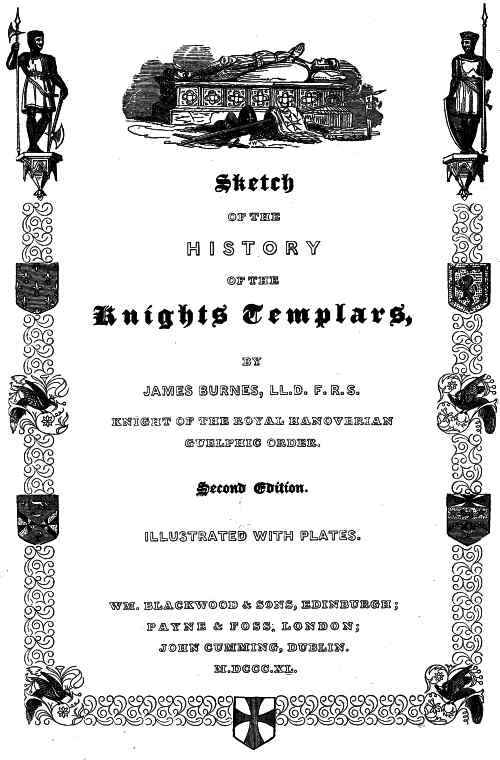 Sketch
OF THE
HISTORY
OF THE
Knights Templars,
BY
JAMES BURNES, LL.D. F.R.S.
KNIGHT OF THE ROYAL HANOVERIAN
GUELPHIC ORDER.
Second Edition.
ILLUSTRATED WITH PLATES.
WM. BLACKWOOD & SONS, EDINBURGH;
PAYNE & FOSS, LONDON;
JOHN CUMMING, DUBLIN.
M.DCCC.XL.